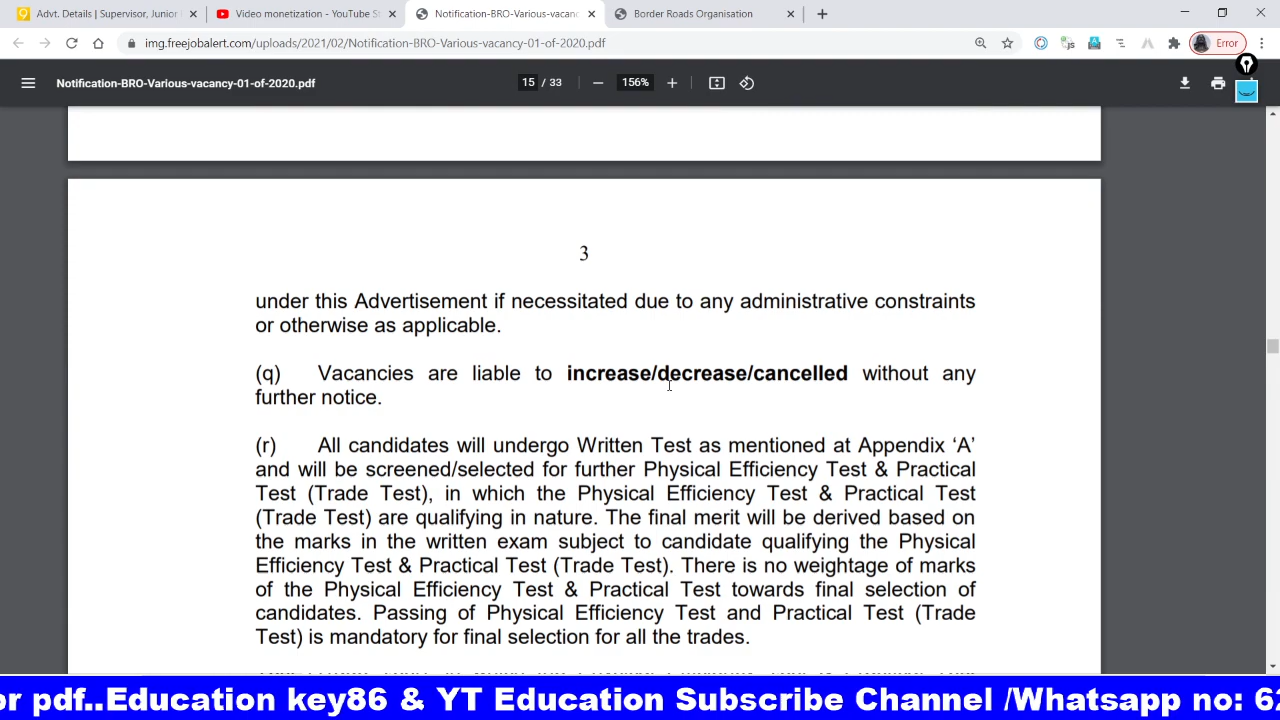 Advt. Details | Supervisor, Junior
Video monetization - YouTube St
Notification-BRO-Various-vacanc
Border Roads Organisation
img.freejobalert.com/uploads/2021/02/Notification-BRO-Various-vacancy-01-of-2020.pdf
Error
Notification-BRO-Various-vacancy-01-of-2020.pdf
15 / 33
156%
3
under this Advertisement if necessitated due to any administrative constraints
or otherwise as applicable.
(q) Vacancies are liable to increase/decrease/cancelled without any
further notice.
(r) All candidates will undergo Written Test as mentioned at Appendix ‘A’
and will be screened/selected for further Physical Efficiency Test & Practical
Test (Trade Test), in which the Physical Efficiency Test & Practical Test
(Trade Test) are qualifying in nature. The final merit will be derived based on
the marks in the written exam subject to candidate qualifying the Physical
Efficiency Test & Practical Test (Trade Test). There is no weightage of marks
of the Physical Efficiency Test & Practical Test towards final selection of
candidates. Passing of Physical Efficiency Test and Practical Test (Trade
Test) is mandatory for final selection for all the trades.
or pdf..Education key86 & YT Education Subscribe Channel /Whatsapp no: 62